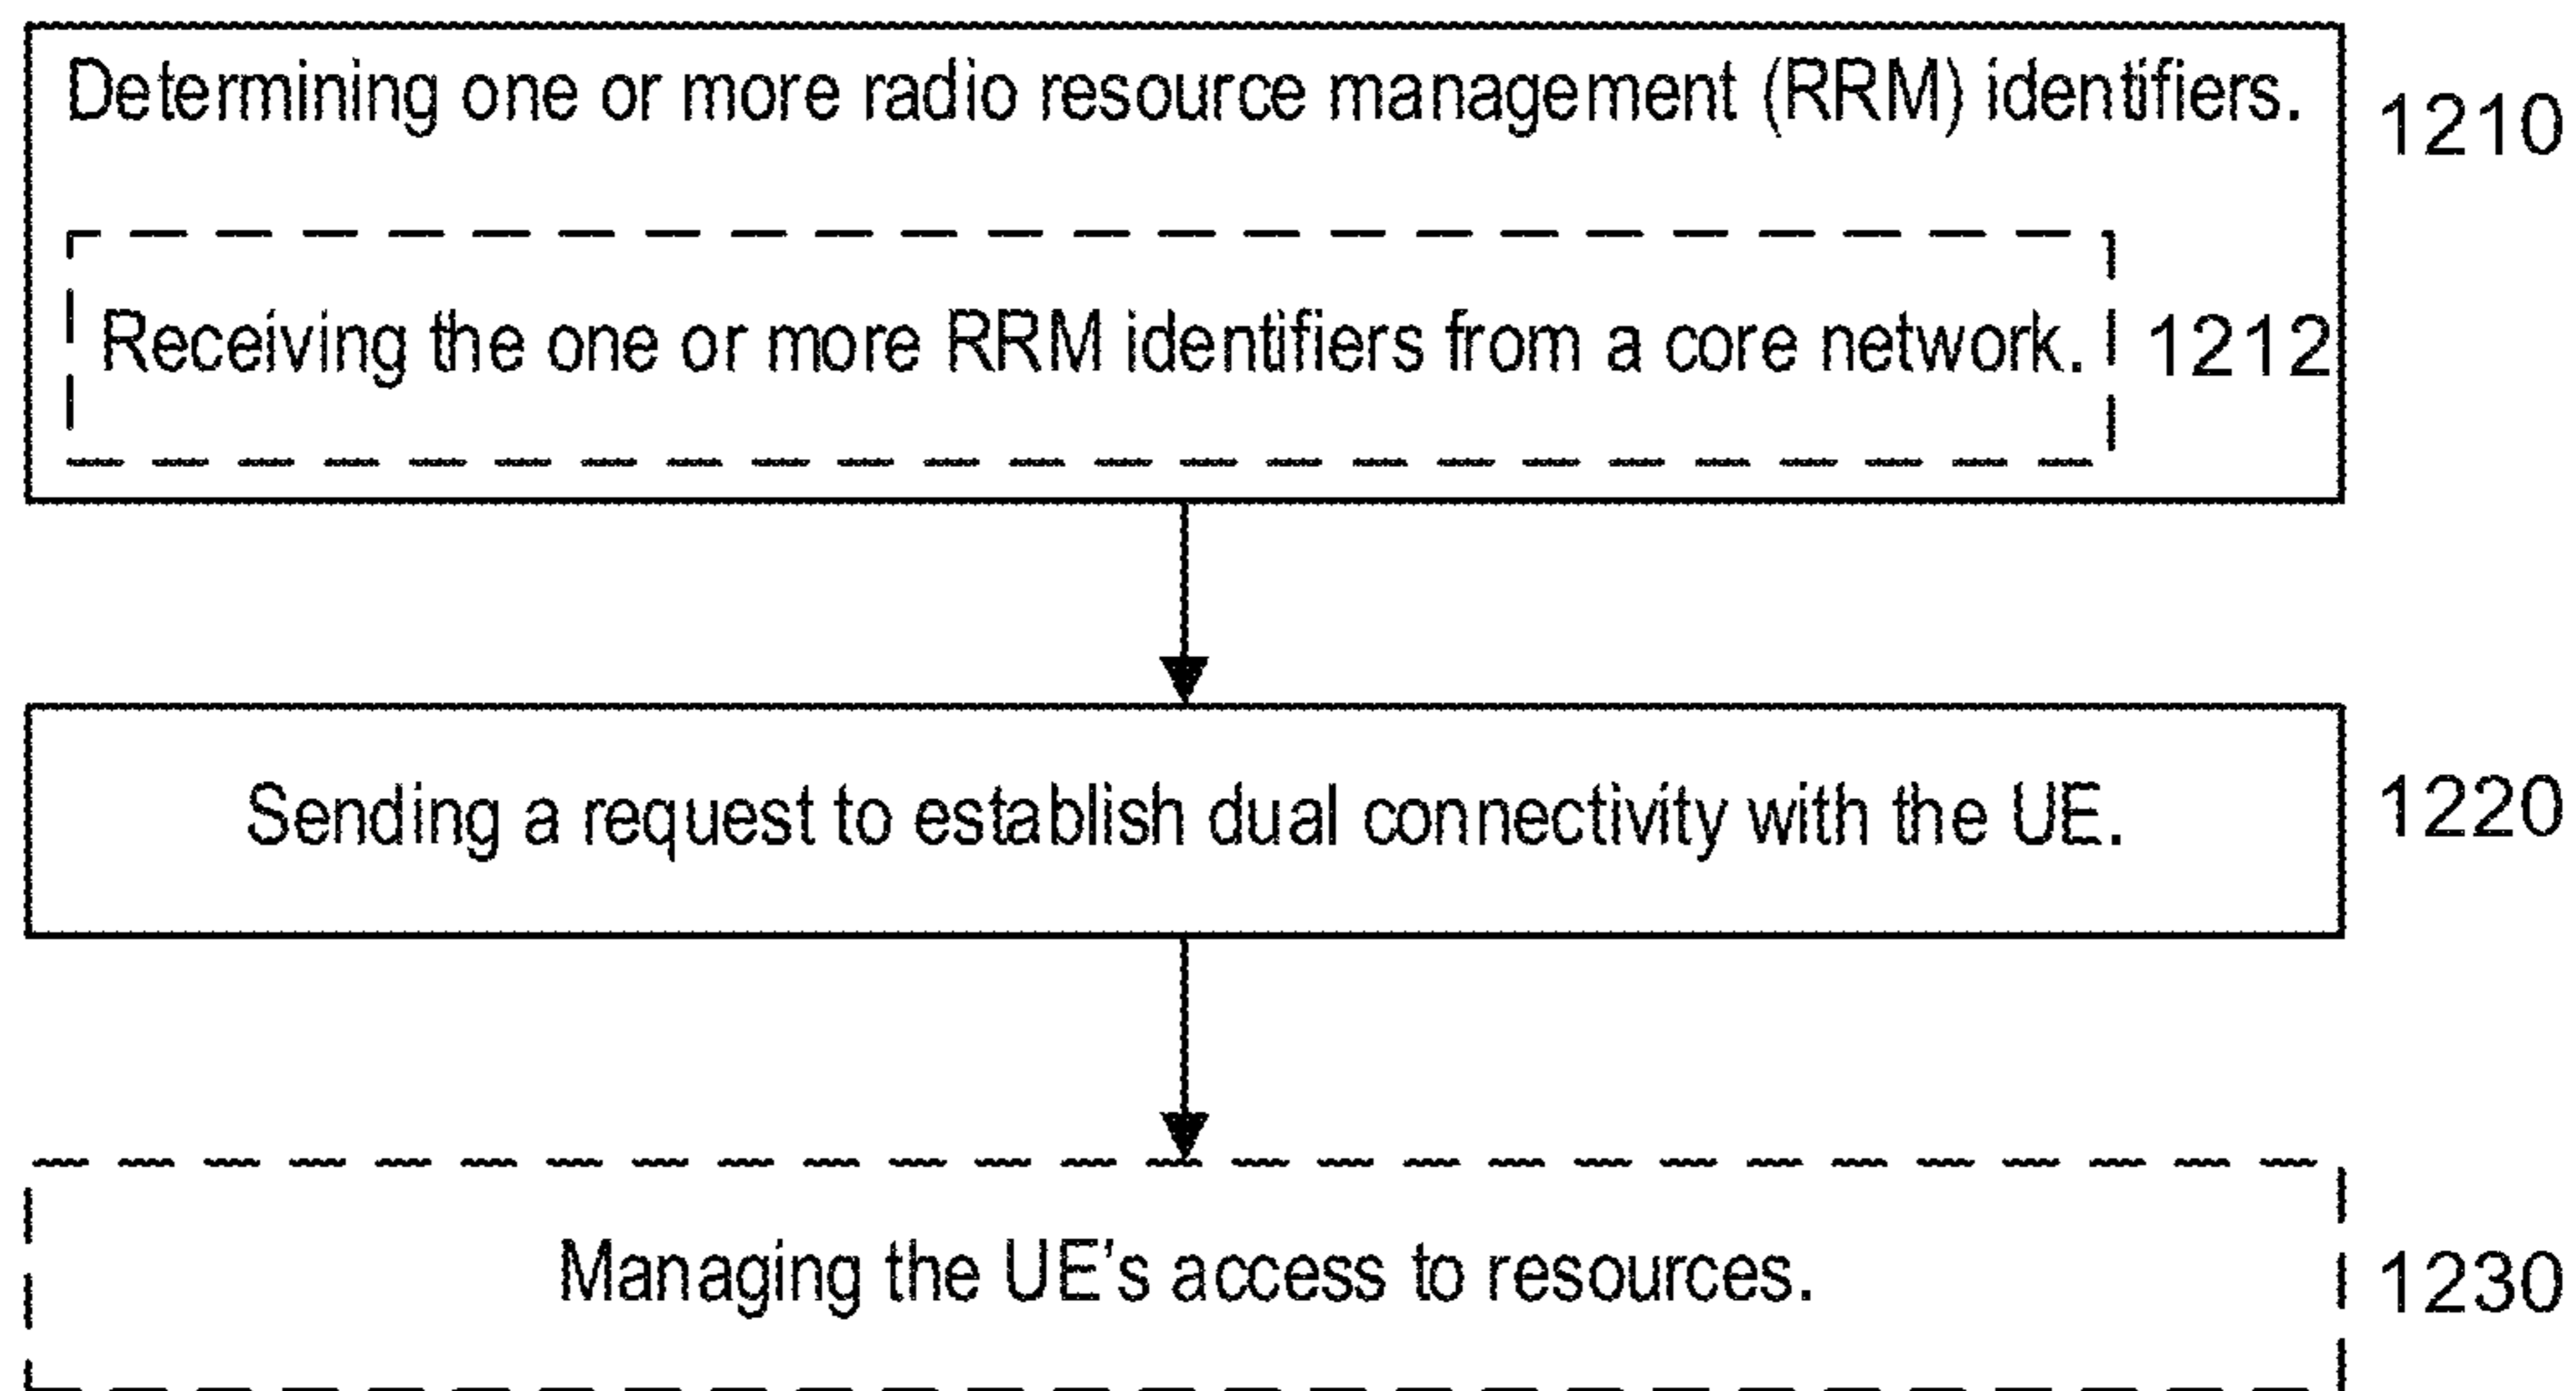 Determining one or more radio resource management (RRM) identifiers. 1210
Receiving the one or more RRM identifiers from a core network. 1212
Sending a request to establish dual connectivity with the UE. 1220
Managing the UE's access to resources. 1230